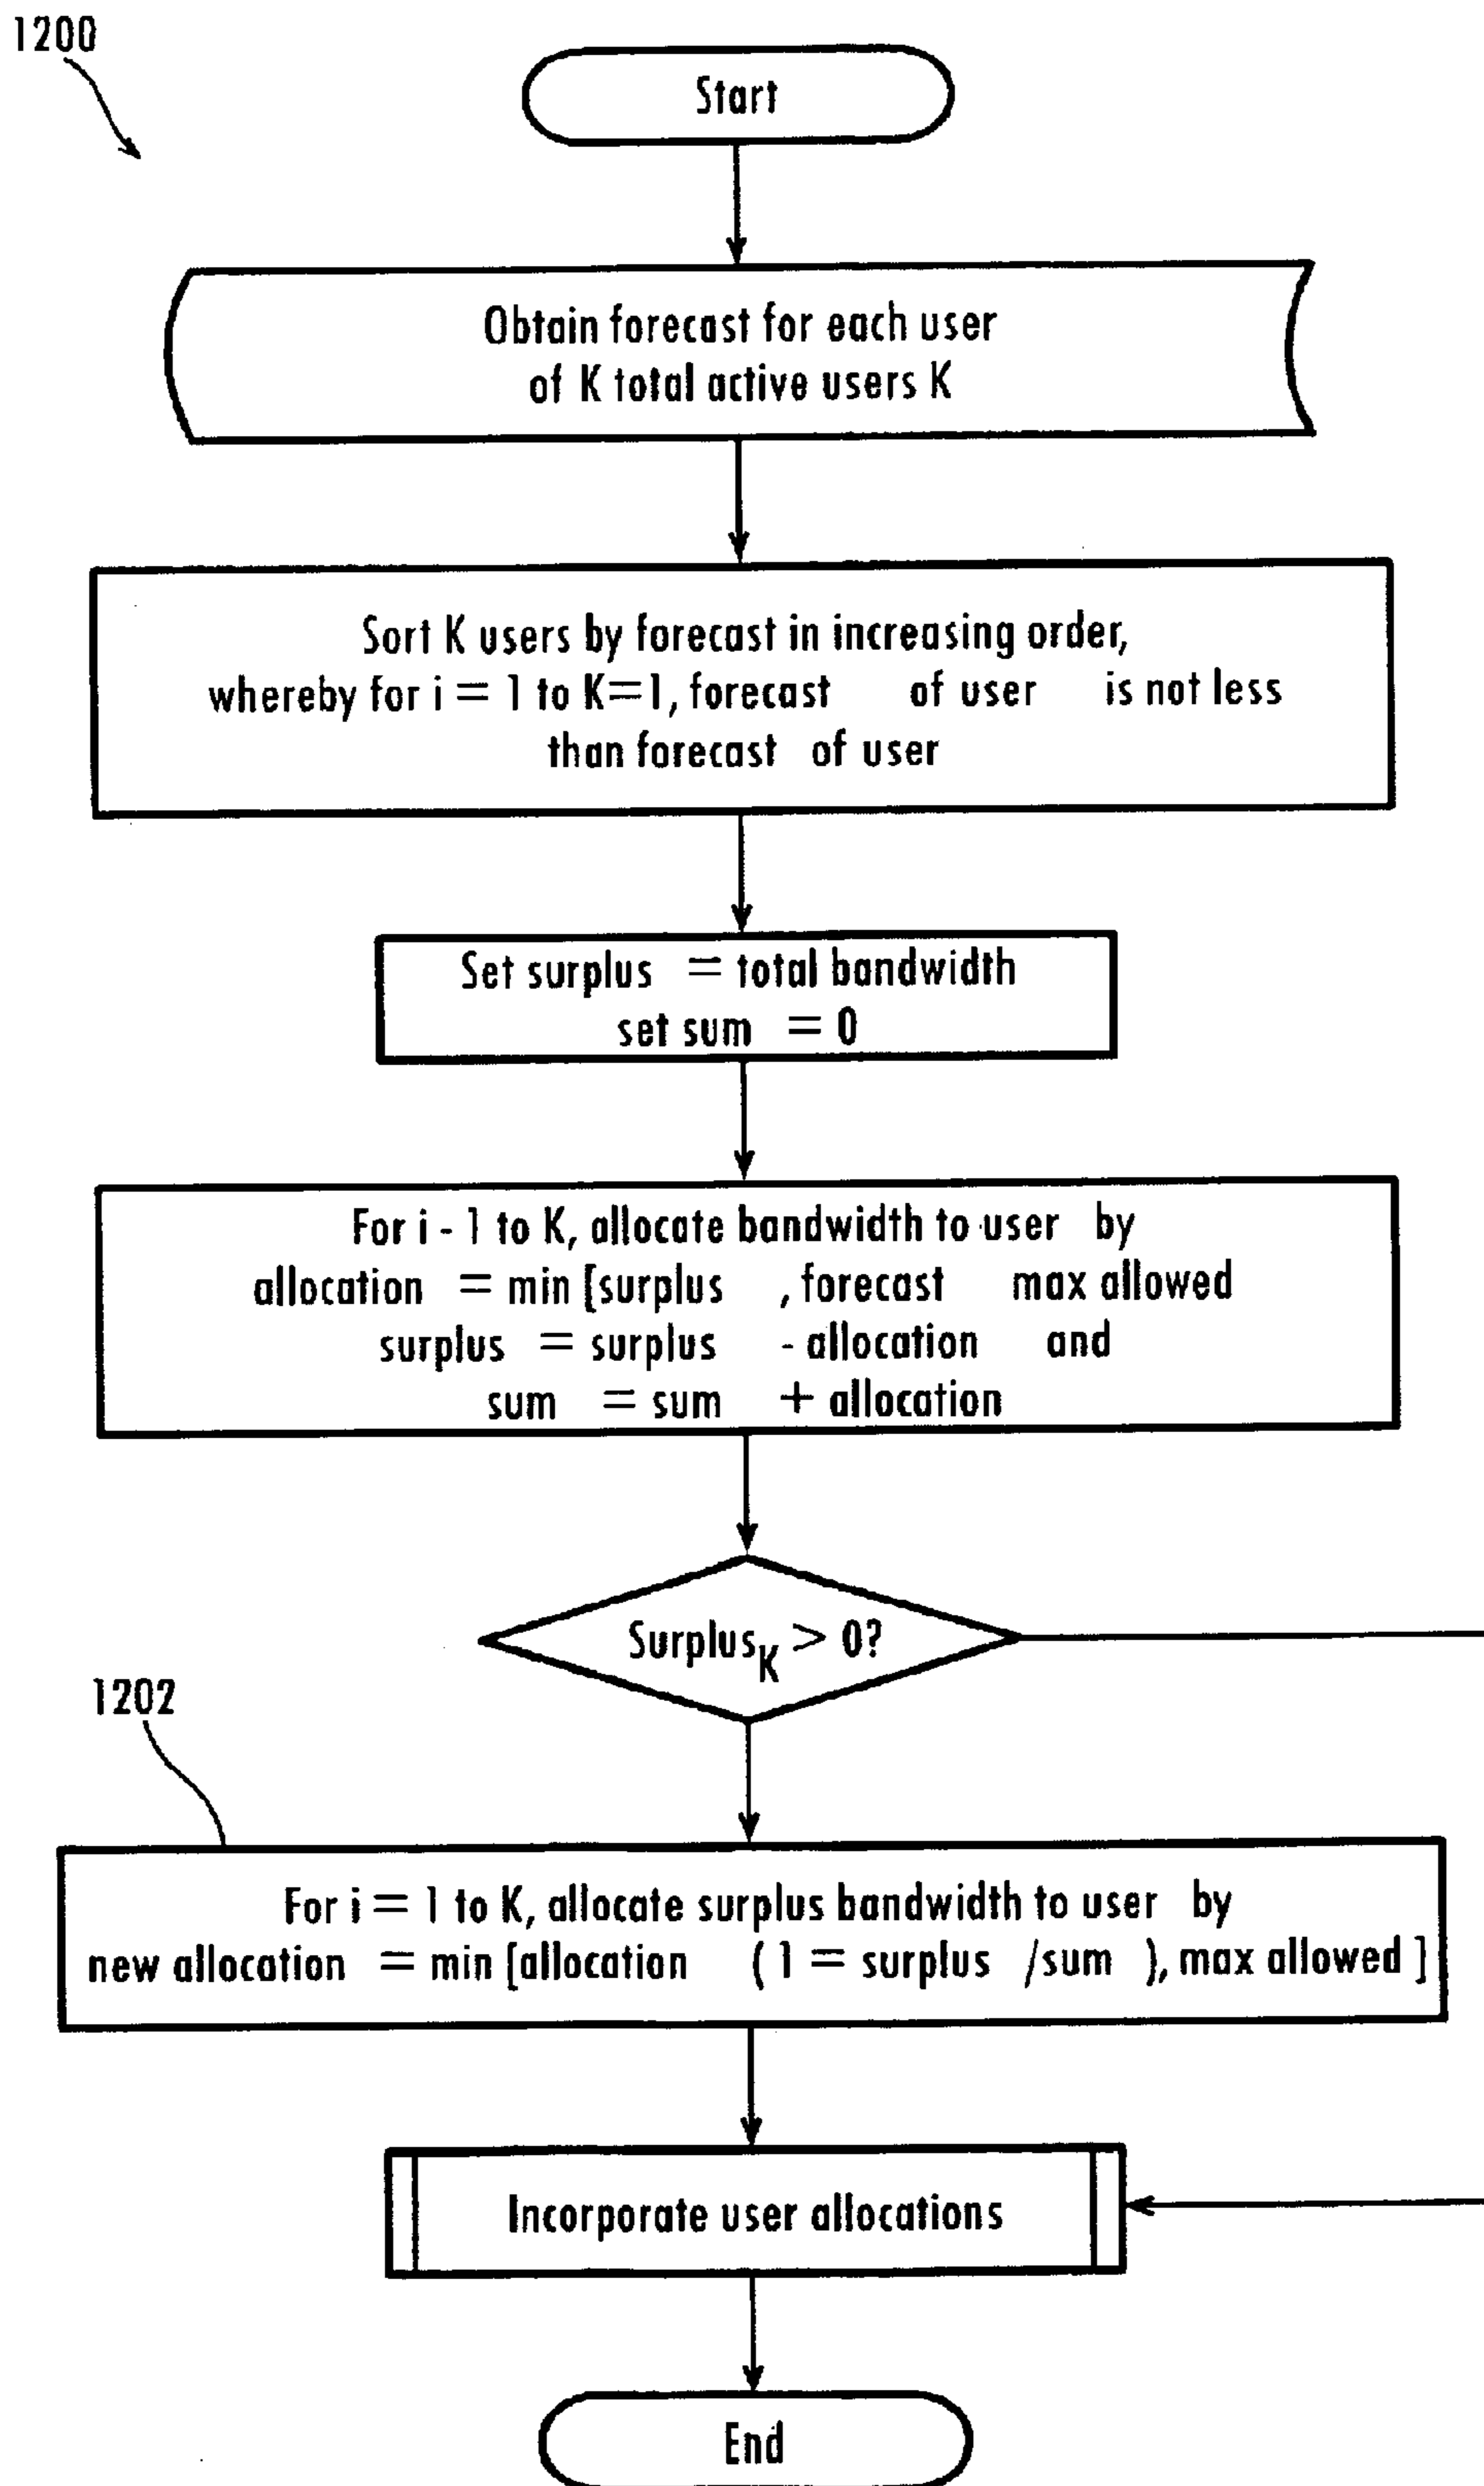 1200
Start
Obtain forecast for each user
of K total active users K
Sort K users by forecast in increasing order,
whereby for i = 1 to K=1, forecast of user is not less
than forecast of user
Set surplus = total bandwidth
set sum = 0
For i - 1 to K, allocate bandwidth to user by
allocation = min [surplus , forecast max allowed
surplus = surplus - allocation and
sum = sum + allocation
Surplus_K > 0?
1202
For i = 1 to K, allocate surplus bandwidth to user by
new allocation = min [allocation ( 1 = surplus /sum ), max allowed ]
Incorporate user allocations
End